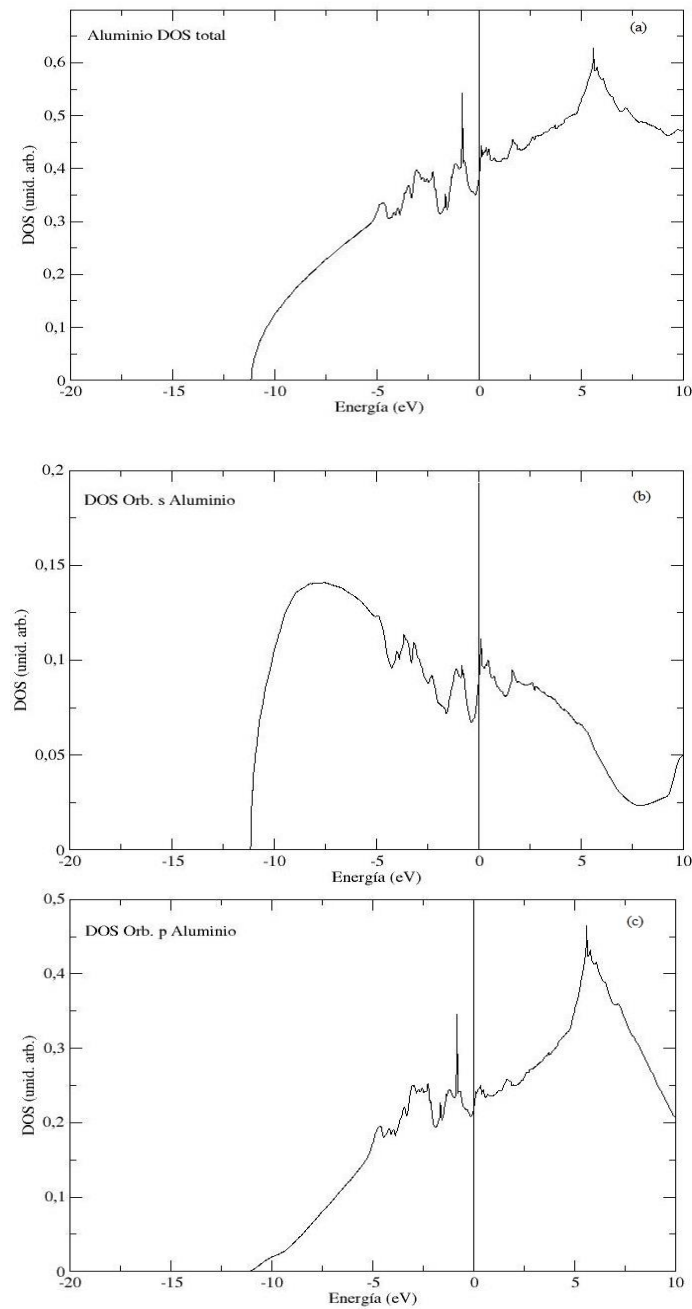 Aluminio DOS total
(a)
DOS (unid. arb.)
0,6
0,5
0,4
0,3
0,2
0,1
0
-20 -15 -10 -5 0 5 10
Energía (eV)
DOS Orb. s Aluminio
(b)
DOS (unid. arb.)
0,2
0,15
0,1
0,05
0
-20 -15 -10 -5 0 5 10
Energía (eV)
DOS Orb. p Aluminio
(c)
DOS (unid. arb.)
0,5
0,4
0,3
0,2
0,1
0
-20 -15 -10 -5 0 5 10
Energía (eV)